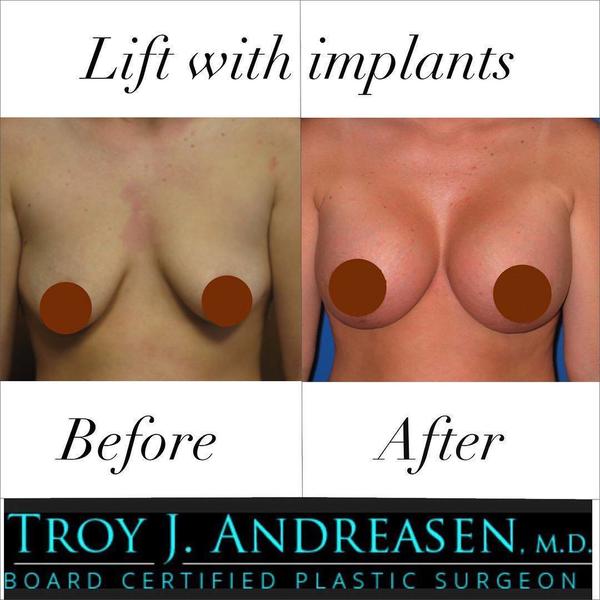 Lift with implants
Before After
TROY J. ANDREASEN, M.D.
BOARD CERTIFIED PLASTIC SURGEON